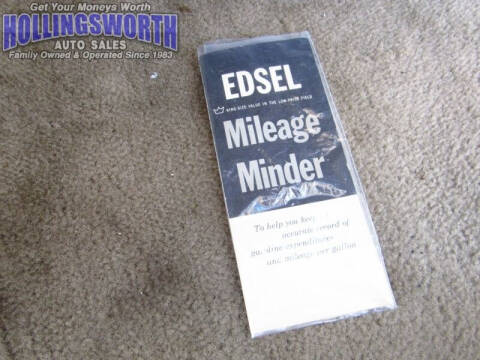 Get Your Moneys Worth
HOLLINGSWORTH
AUTO SALES
Family Owned & Operated Since 1983
EDSEL
KING-SIZE VALUE IN THE LOW-PRICE FIELD
Mileage
Minder
To help you keep
accurate record of
gasoline expenditures
and mileage per gallon